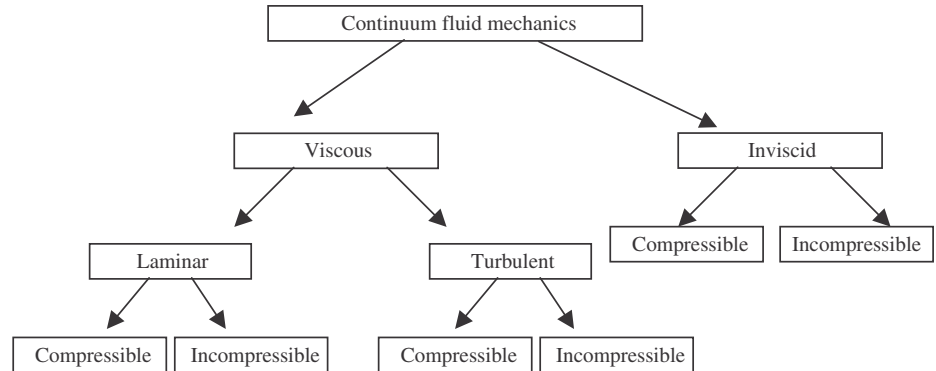 Continuum fluid mechanics
Viscous
Inviscid
Compressible
Incompressible
Laminar
Turbulent
Compressible
Incompressible
Compressible
Incompressible